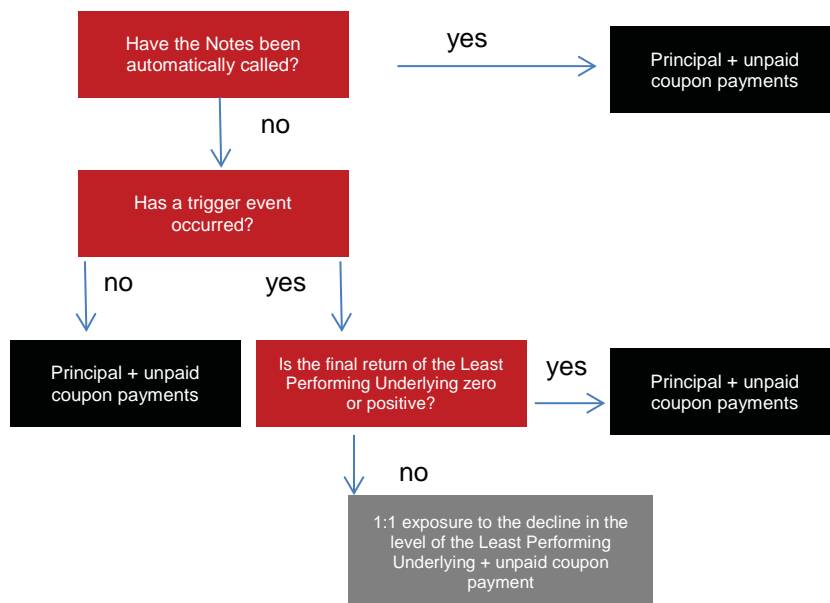 Have the Notes been
automatically called?
yes
Principal + unpaid
coupon payments
no
Has a trigger event
occurred?
no
yes
Principal + unpaid
coupon payments
Is the final return of the Least
Performing Underlying zero
or positive?
yes
Principal + unpaid
coupon payments
no
1:1 exposure to the decline in the
level of the Least Performing
Underlying + unpaid coupon
payment